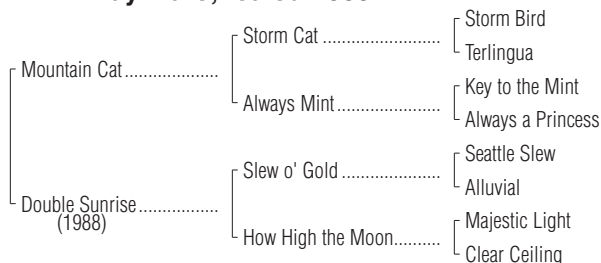 Storm Bird
Storm Cat ........................
Terlingua
Mountain Cat ...................
Key to the Mint
Always Mint .....................
Always a Princess
Seattle Slew
Slew o' Gold ....................
Alluvial
Double Sunrise ................
(1988)
Majestic Light
How High the Moon ..........
Clear Ceiling